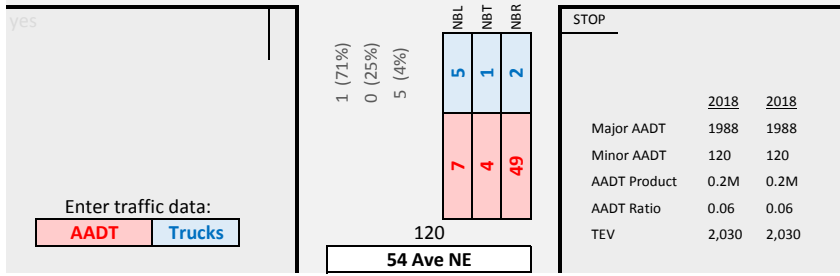 yes
Enter traffic data:
AADT Trucks
1 (71%)
0 (25%)
5 (4%)
NBL NBT NBR
5 1 2
7 4 49
120
54 Ave NE
STOP
2018 2018
Major AADT 1988 1988
Minor AADT 120 120
AADT Product 0.2M 0.2M
AADT Ratio 0.06 0.06
TEV 2,030 2,030